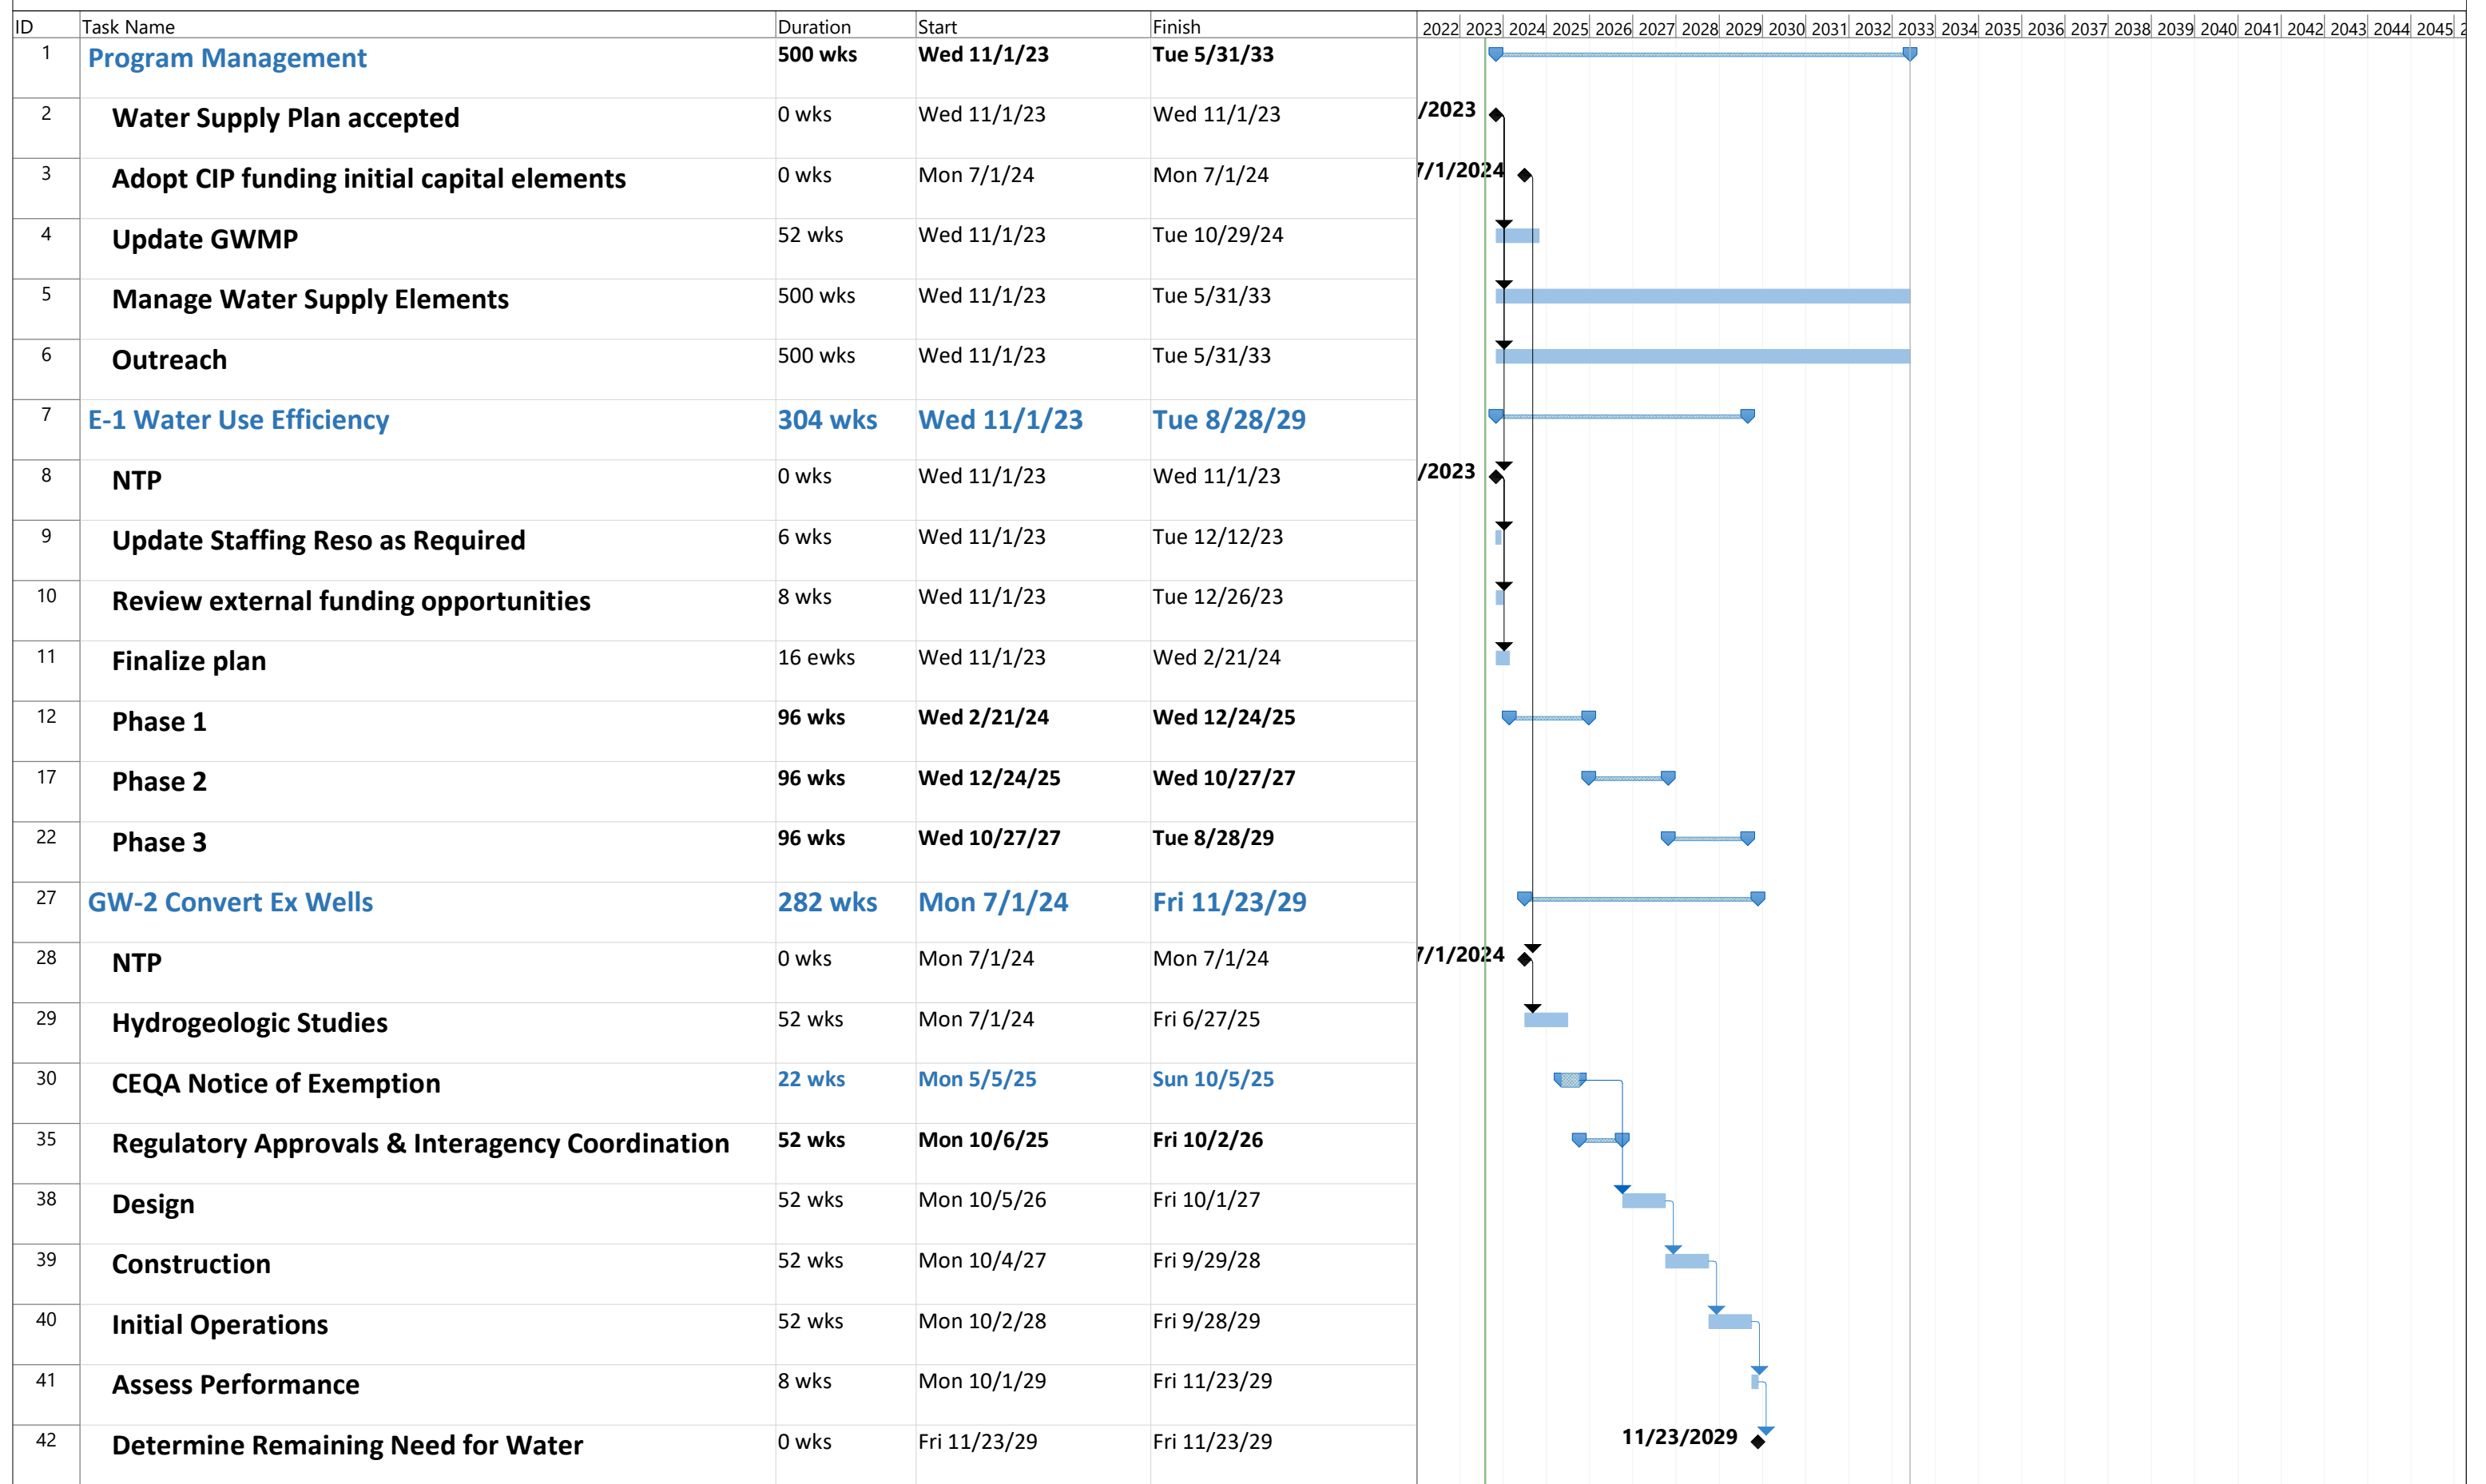 ID Task Name Duration Start Finish 2022 2023 2024 2025 2026 2027 2028 2029 2030 2031 2032 2033 2034 2035 2036 2037 2038 2039 2040 2041 2042 2043 2044 2045 2
1 Program Management 500 wks Wed 11/1/23 Tue 5/31/33
2 Water Supply Plan accepted 0 wks Wed 11/1/23 Wed 11/1/23 /2023
3 Adopt CIP funding initial capital elements 0 wks Mon 7/1/24 Mon 7/1/24 7/1/2024
4 Update GWMP 52 wks Wed 11/1/23 Tue 10/29/24
5 Manage Water Supply Elements 500 wks Wed 11/1/23 Tue 5/31/33
6 Outreach 500 wks Wed 11/1/23 Tue 5/31/33
7 E-1 Water Use Efficiency 304 wks Wed 11/1/23 Tue 8/28/29
8 NTP 0 wks Wed 11/1/23 Wed 11/1/23 /2023
9 Update Staffing Reso as Required 6 wks Wed 11/1/23 Tue 12/12/23
10 Review external funding opportunities 8 wks Wed 11/1/23 Tue 12/26/23
11 Finalize plan 16 ewks Wed 11/1/23 Wed 2/21/24
12 Phase 1 96 wks Wed 2/21/24 Wed 12/24/25
17 Phase 2 96 wks Wed 12/24/25 Wed 10/27/27
22 Phase 3 96 wks Wed 10/27/27 Tue 8/28/29
27 GW-2 Convert Ex Wells 282 wks Mon 7/1/24 Fri 11/23/29
28 NTP 0 wks Mon 7/1/24 Mon 7/1/24 7/1/2024
29 Hydrogeologic Studies 52 wks Mon 7/1/24 Fri 6/27/25
30 CEQA Notice of Exemption 22 wks Mon 5/5/25 Sun 10/5/25
35 Regulatory Approvals & Interagency Coordination 52 wks Mon 10/6/25 Fri 10/2/26
38 Design 52 wks Mon 10/5/26 Fri 10/1/27
39 Construction 52 wks Mon 10/4/27 Fri 9/29/28
40 Initial Operations 52 wks Mon 10/2/28 Fri 9/28/29
41 Assess Performance 8 wks Mon 10/1/29 Fri 11/23/29
42 Determine Remaining Need for Water 0 wks Fri 11/23/29 Fri 11/23/29 11/23/2029